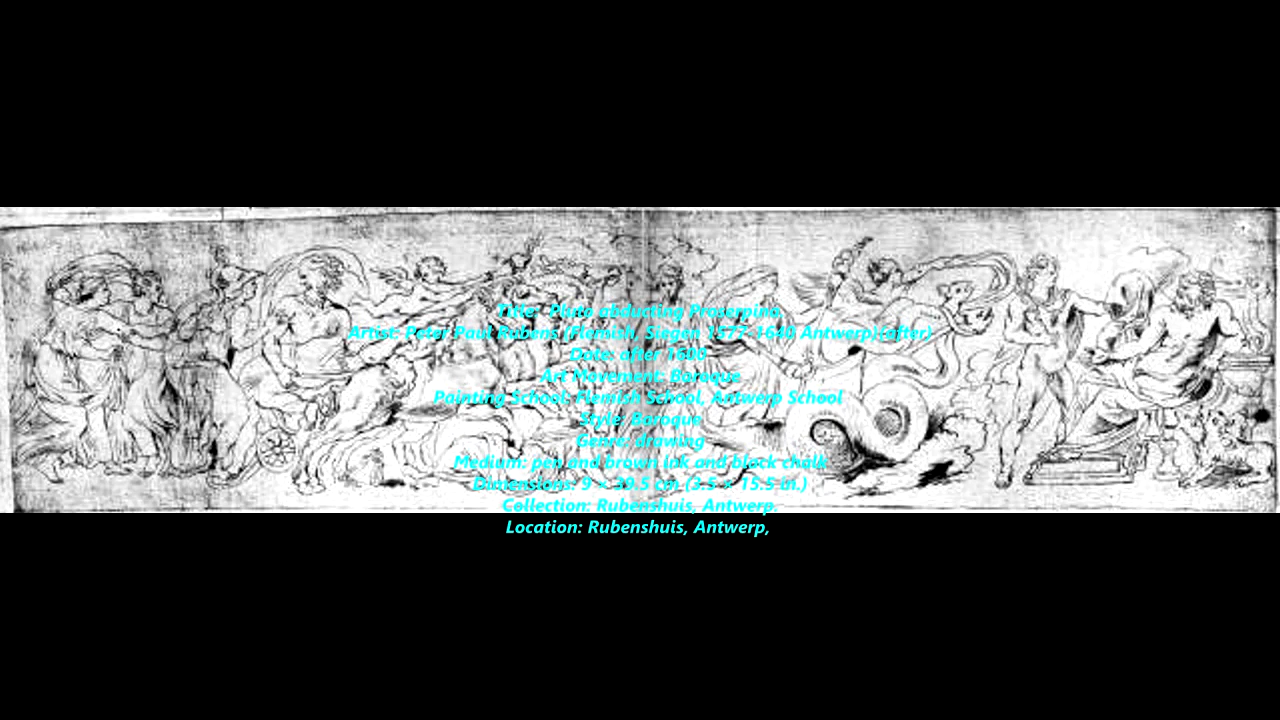 Title: Pluto abducting Proserpina.
Artist: Peter Paul Rubens (Flemish, Siegen 1577–1640 Antwerp)(after)
Date: after 1600
Art Movement: Baroque
Painting School: Flemish School, Antwerp School
Style: Baroque
Genre: drawing
Medium: pen and brown ink and black chalk
Dimensions: 9 × 39.5 cm (3.5 × 15.5 in.)
Collection: Rubenshuis, Antwerp.
Location: Rubenshuis, Antwerp,